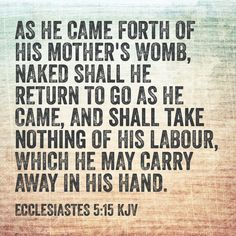 AS HE CAME FORTH OF
HIS MOTHER'S WOMB,
NAKED SHALL HE
RETURN TO GO AS HE
CAME, AND SHALL TAKE
NOTHING OF HIS LABOUR,
WHICH HE MAY CARRY
AWAY IN HIS HAND.
ECCLESIASTES 5:15 KJV